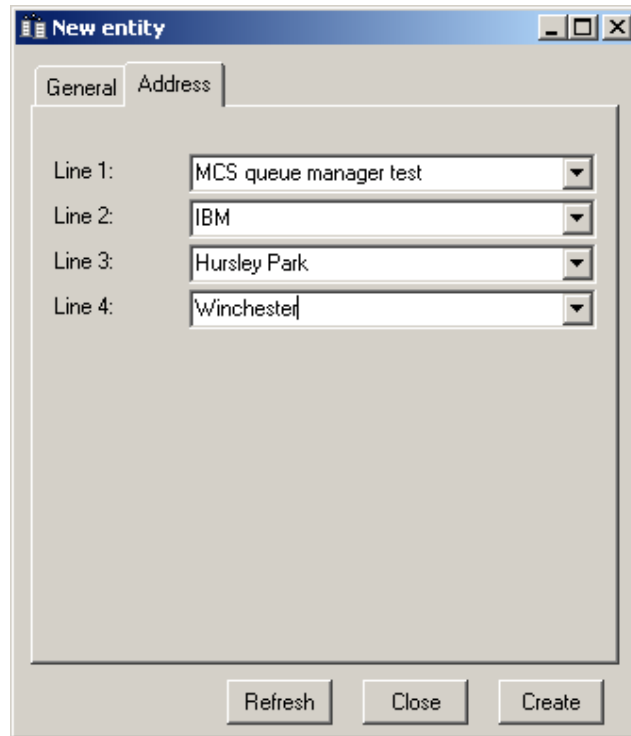 New entity
General Address
Line 1: MCS queue manager test
Line 2: IBM
Line 3: Hursley Park
Line 4: Winchester
Refresh Close Create